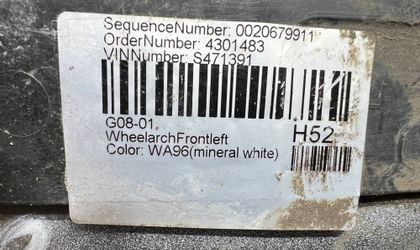 SequenceNumber: 0020679911
OrderNumber: 4301483
VINNumber: S471391
G08-01
WheelarchFrontleft
H52
Color: WA96(mineral white)